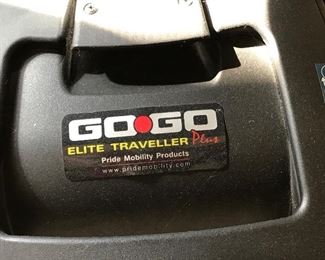 GO•GO
ELITE TRAVELLER Plus
Pride Mobility Products
www.pridemobility.com